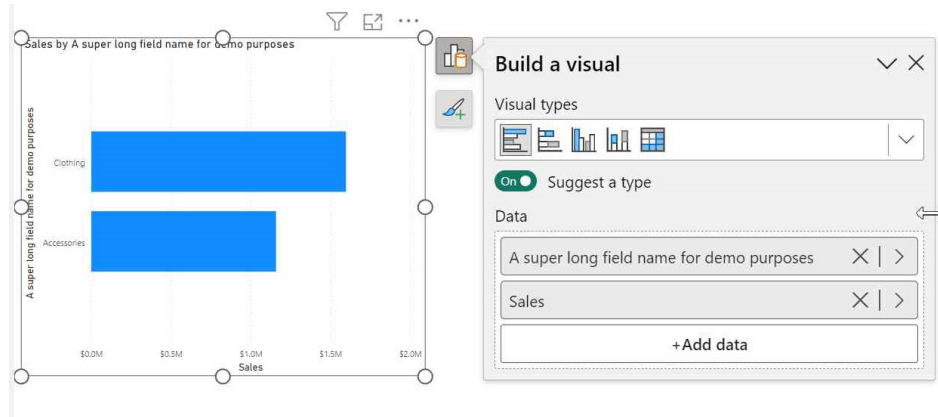 Sales by A super long field name for demo purposes
A super long field name for demo purposes
Clothing
Accessories
$0.0M $0.5M $1.0M $1.5M $2.0M
Sales
Build a visual
Visual types
On Suggest a type
Data
A super long field name for demo purposes
Sales
+Add data